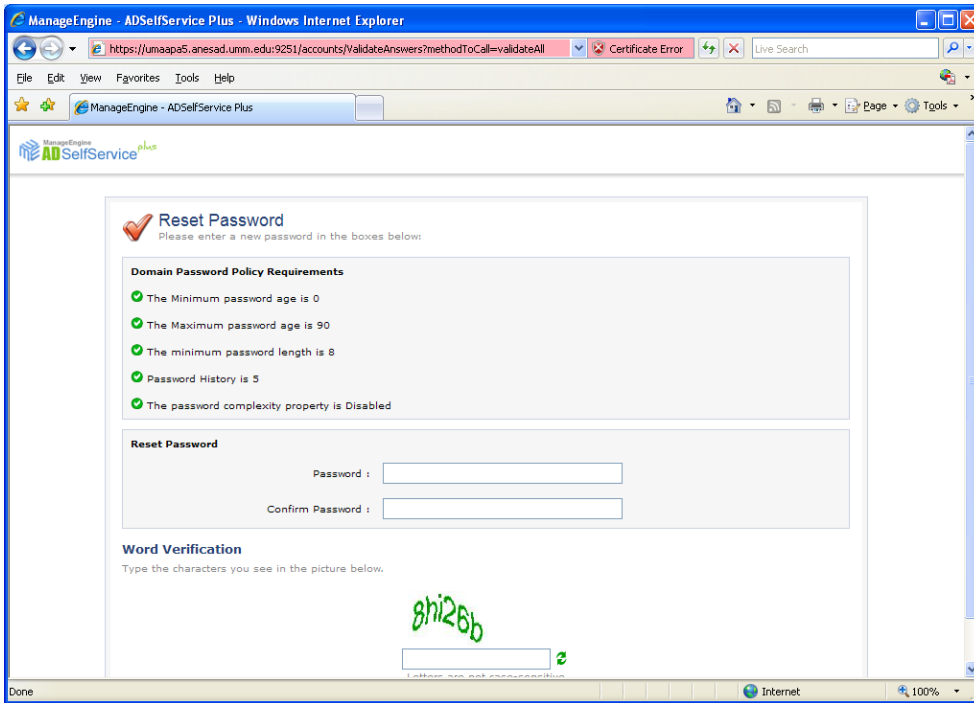 ManageEngine - ADSelfService Plus - Windows Internet Explorer
https://umaapa5.anesad.umm.edu:9251/accounts/ValidateAnswers?methodToCall=validateAll
Certificate Error
Live Search
File Edit View Favorites Tools Help
ManageEngine - ADSelfService Plus
Page Tools
ManageEngine
ADSelfService plus
Reset Password
Please enter a new password in the boxes below:
Domain Password Policy Requirements
The Minimum password age is 0
The Maximum password age is 90
The minimum password length is 8
Password History is 5
The password complexity property is Disabled
Reset Password
Password :
Confirm Password :
Word Verification
Type the characters you see in the picture below.
8hi26b
Letters are not case-sensitive
Done Internet 100%